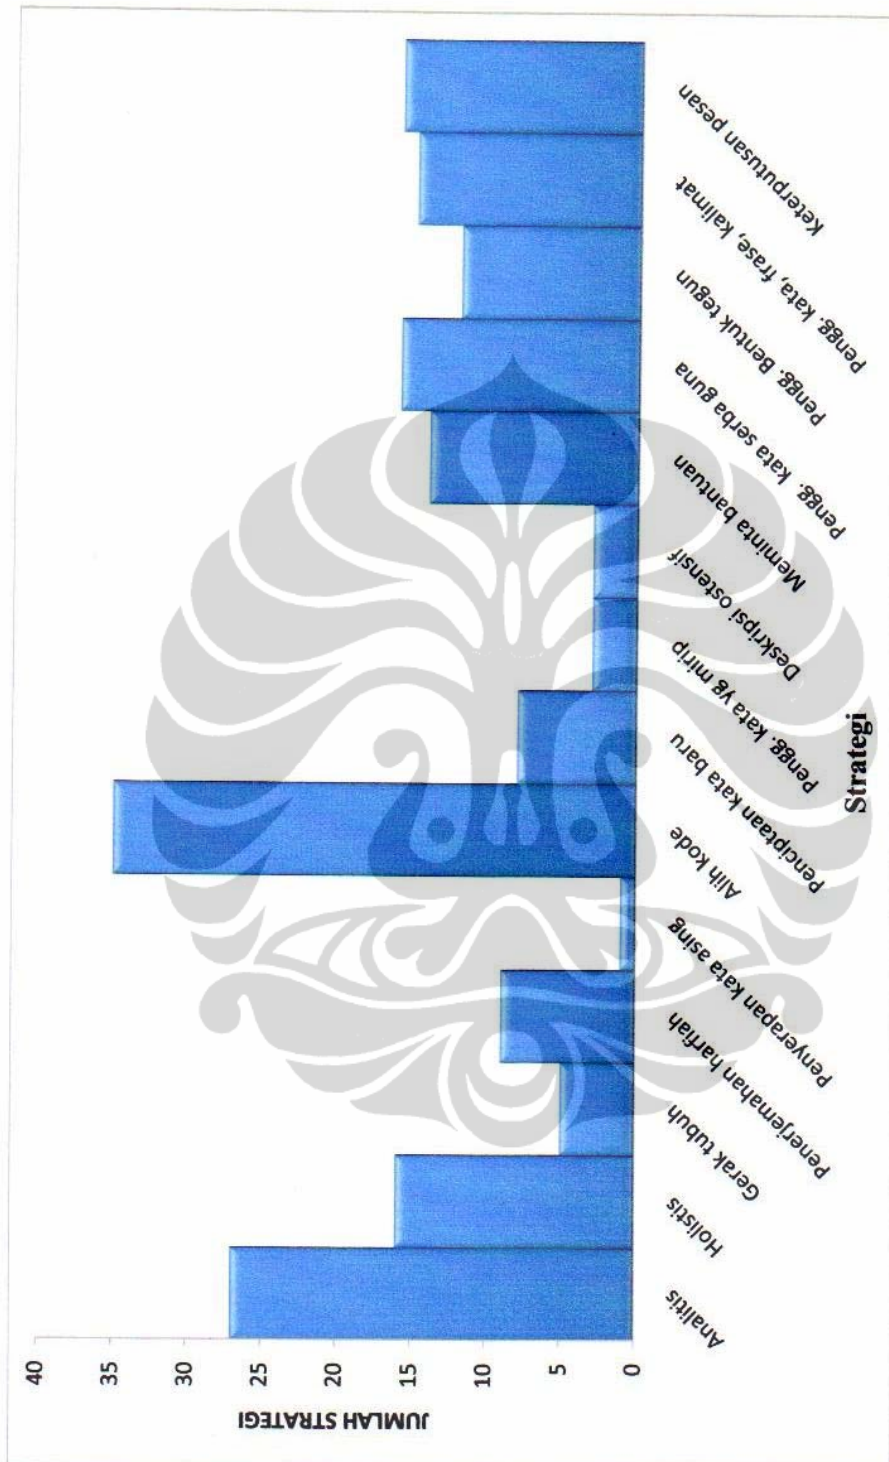 JUMLAH STRATEGI
40
35
30
25
20
15
10
5
0
Analitis
Holistis
Gerak tubuh
Penerjemahan harfiah
Penyerapan kata asing
Alih kode
Penciptaan kata baru
Pengg. kata yg mirip
Deskripsi ostensif
Meminta bantuan
Pengg. kata serba guna
Pengg. Bentuk tegun
Pengg. kata, frase, kalimat
Keterputusan pesan
Strategi